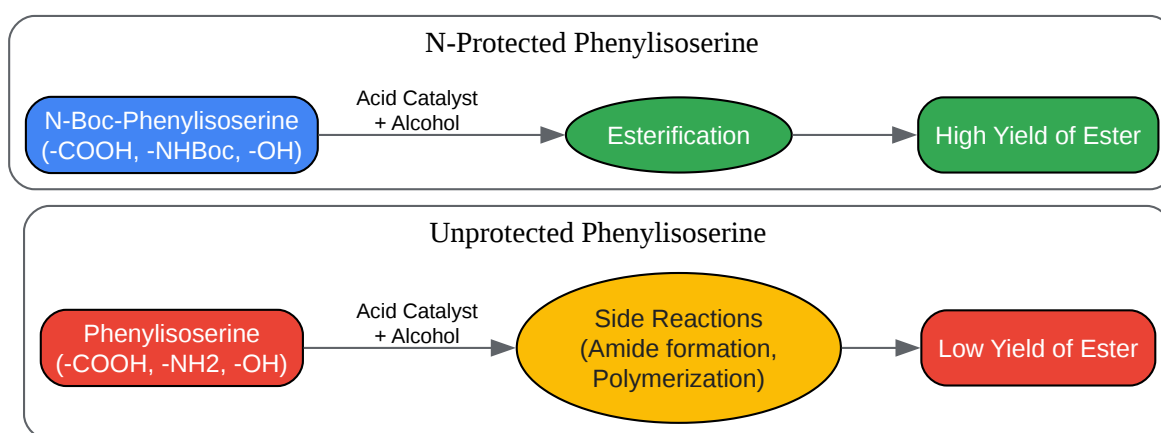 N-Protected Phenylisoserine
N-Boc-Phenylisoserine
(-COOH, -NHBoc, -OH)
Acid Catalyst
+ Alcohol
Esterification
High Yield of Ester
Unprotected Phenylisoserine
Phenylisoserine
(-COOH, -NH2, -OH)
Acid Catalyst
+ Alcohol
Side Reactions
(Amide formation,
Polymerization)
Low Yield of Ester